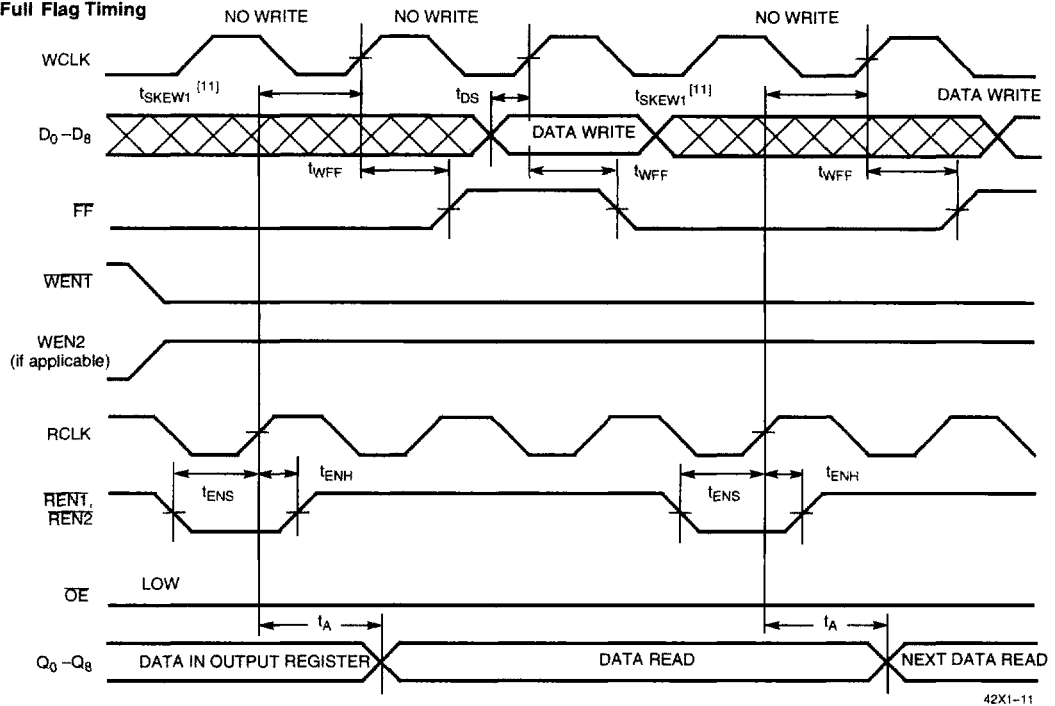 Full Flag Timing
NO WRITE NO WRITE NO WRITE
WCLK
tSKEW1 [11] tDS tSKEW1 [11] DATA WRITE
D0–D8 DATA WRITE
tWFF tWFF tWFF
FF
WEN1
WEN2
(if applicable)
RCLK
tENS tENH tENS tENH
REN1,
REN2
OE LOW
tA tA
Q0–Q8 DATA IN OUTPUT REGISTER DATA READ NEXT DATA READ
42X1–11